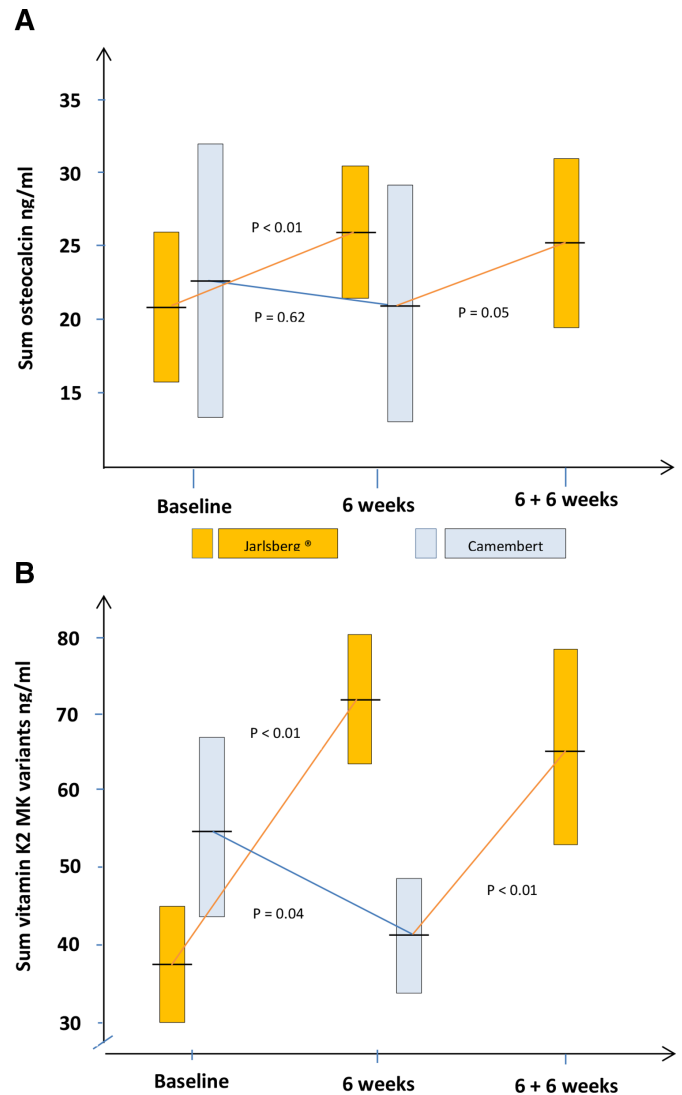 A
Sum osteocalcin ng/ml
35
30
25
20
15
P < 0.01
P = 0.62
P = 0.05
Baseline
6 weeks
6 + 6 weeks
Jarlsberg ®
Camembert
B
Sum vitamin K2 MK variants ng/ml
80
70
60
50
40
30
P < 0.01
P = 0.04
P < 0.01
Baseline
6 weeks
6 + 6 weeks